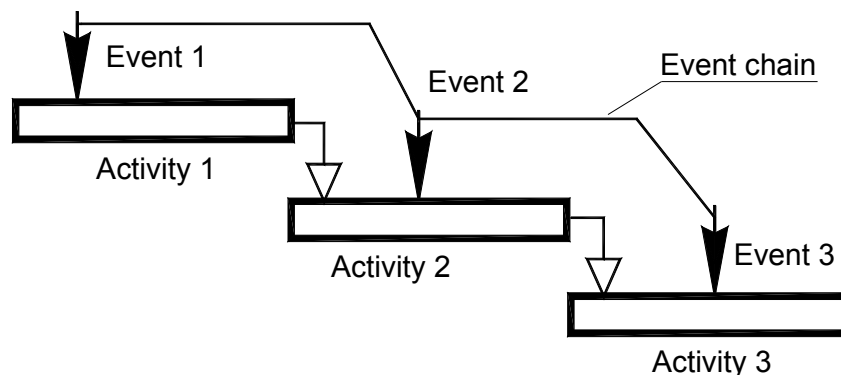 Event 1
Event 2
Event chain
Activity 1
Activity 2
Event 3
Activity 3